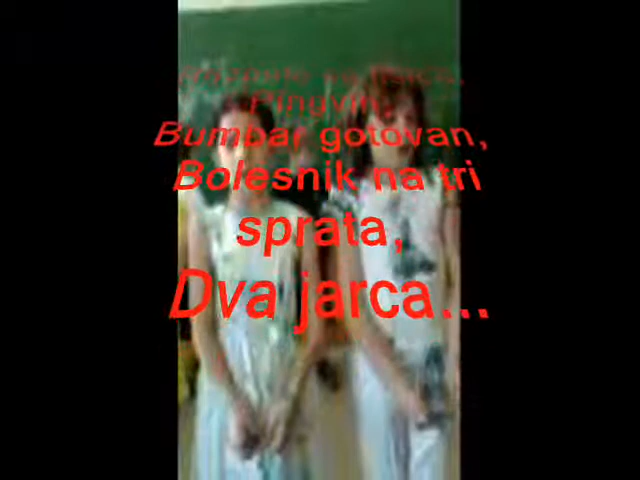 Pingvin,
Bumbar gotovan,
Bolesnik na tri
sprata,
Dva jarca...